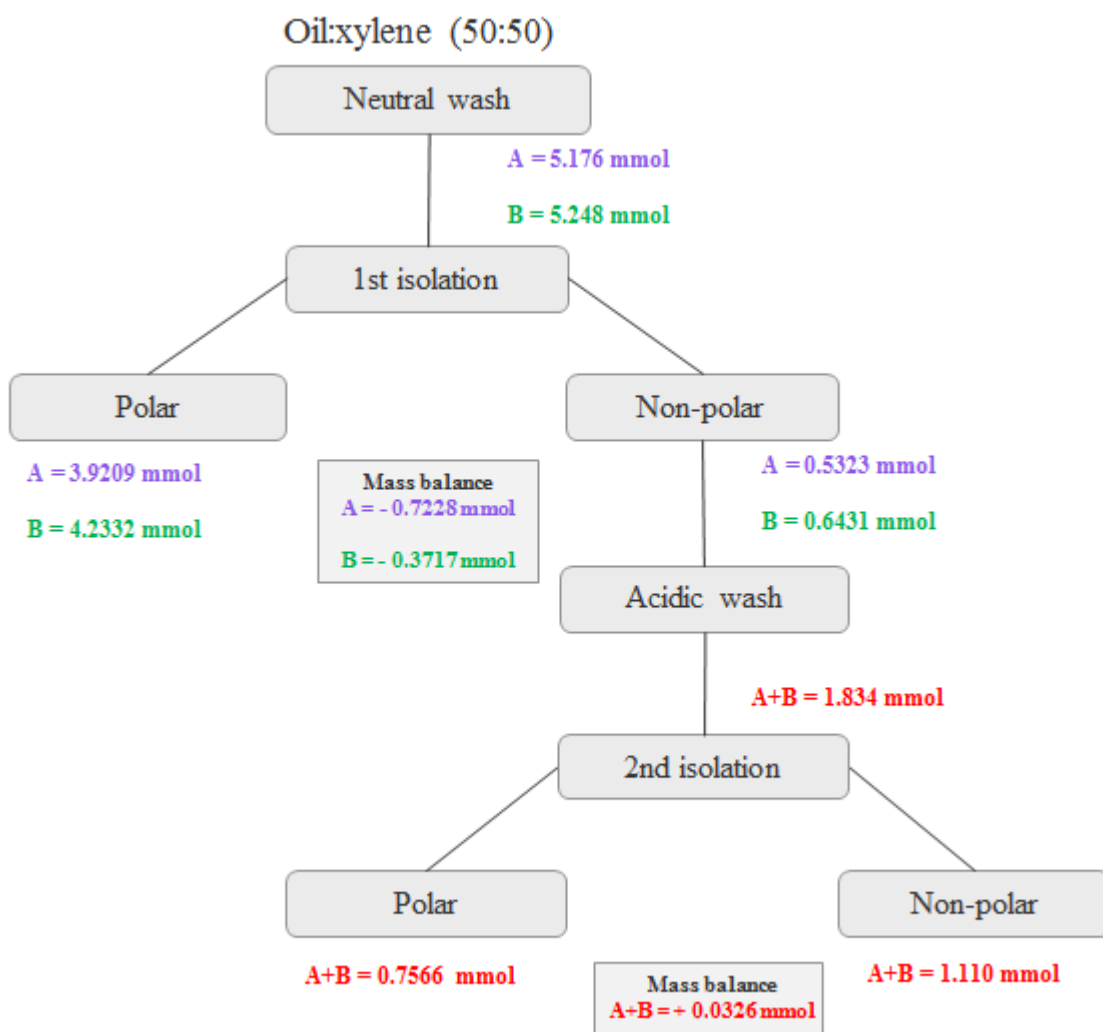 Oil:xylene (50:50)
Neutral wash
A = 5.176 mmol
B = 5.248 mmol
1st isolation
Polar
Non-polar
A = 3.9209 mmol
B = 4.2332 mmol
Mass balance
A = - 0.7228 mmol
B = - 0.3717 mmol
A = 0.5323 mmol
B = 0.6431 mmol
Acidic wash
A+B = 1.834 mmol
2nd isolation
Polar
Non-polar
A+B = 0.7566 mmol
Mass balance
A+B = + 0.0326 mmol
A+B = 1.110 mmol